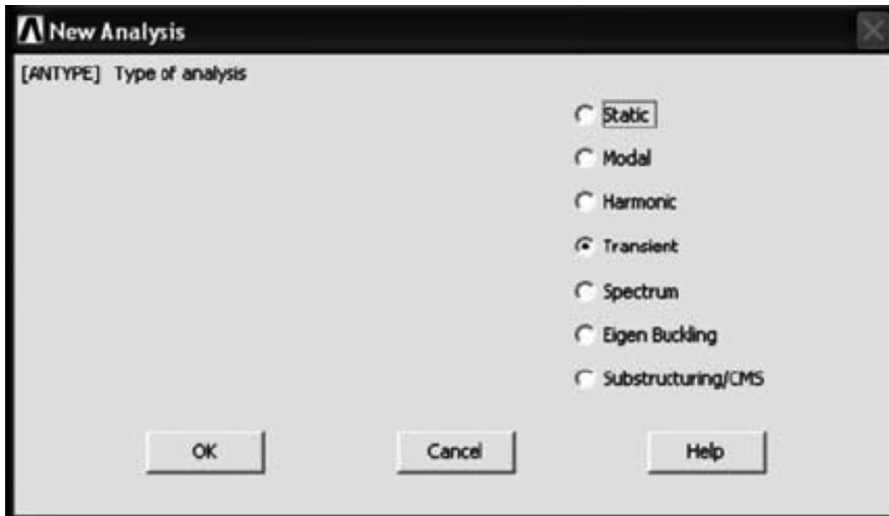 New Analysis
[ANTYPE] Type of analysis
Static
Modal
Harmonic
Transient
Spectrum
Eigen Buckling
Substructuring/CMS
OK Cancel Help